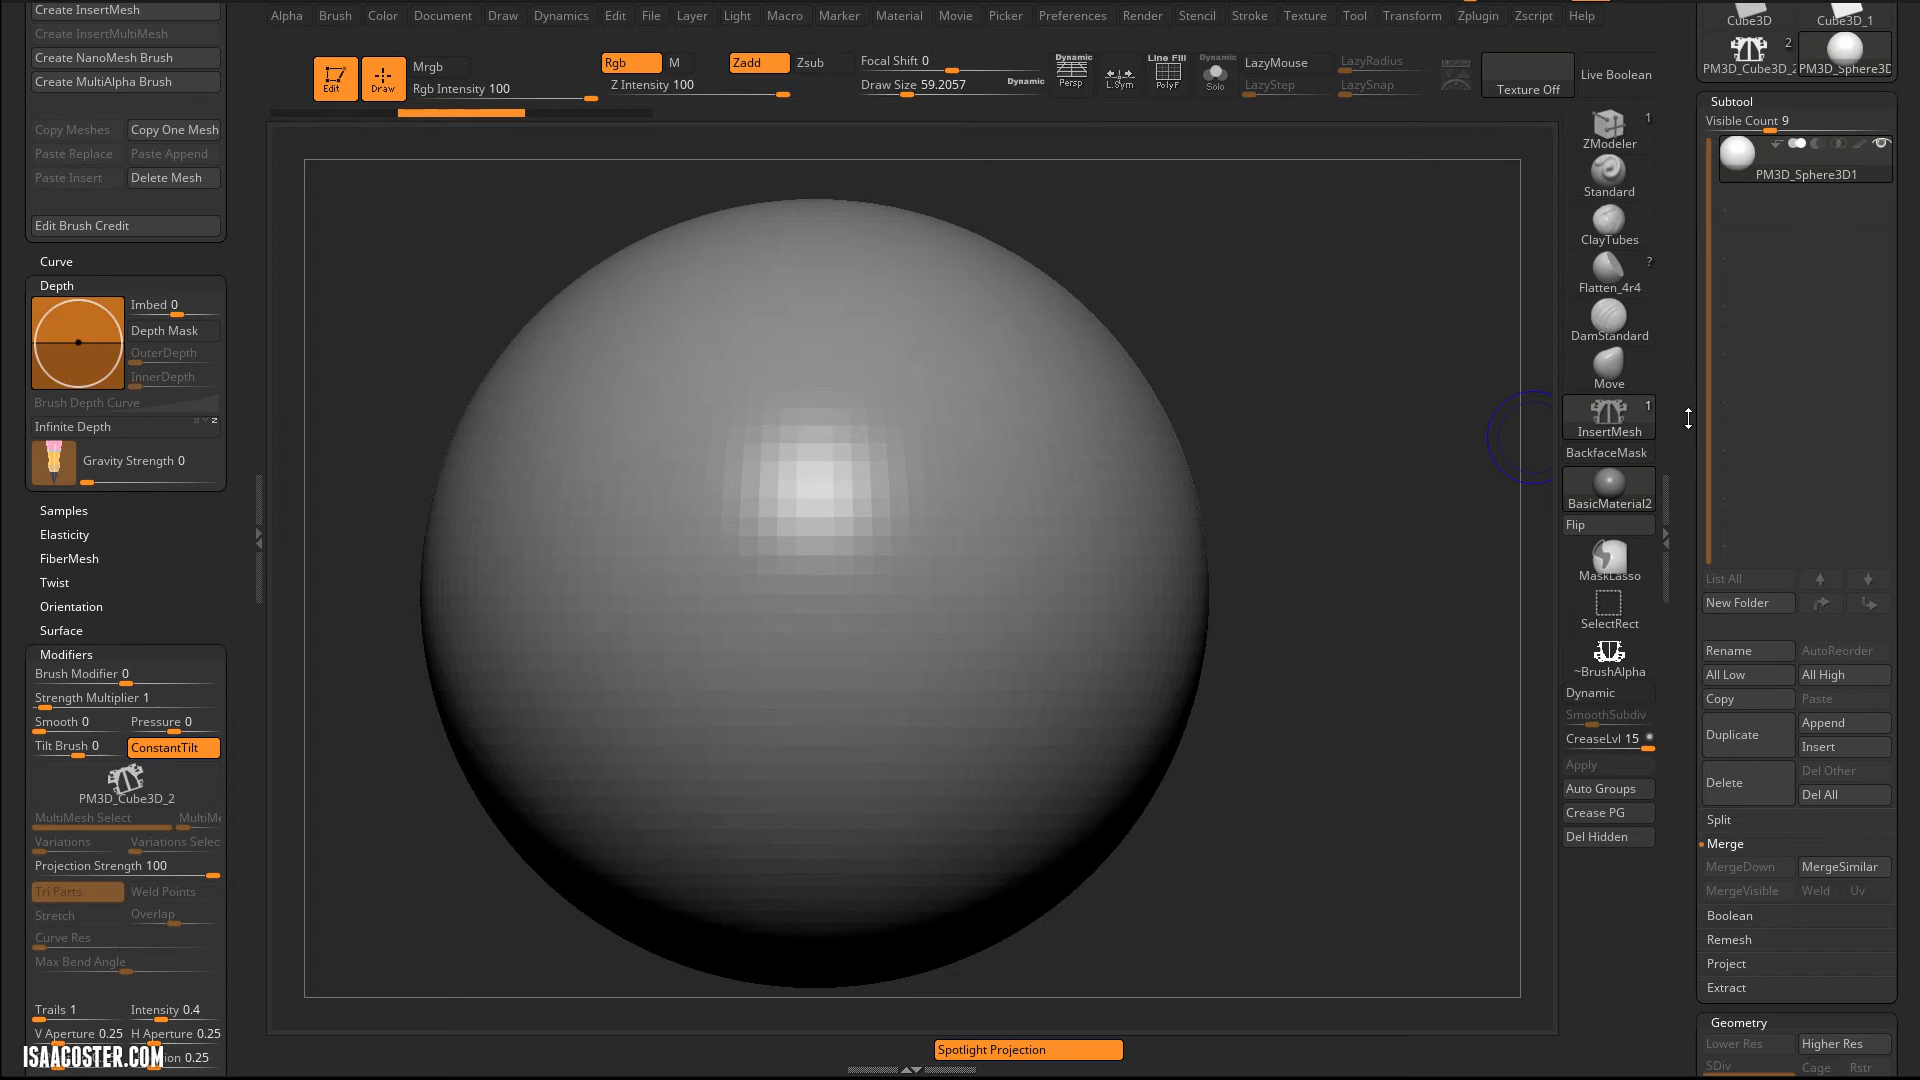 Alpha Brush Color Document Draw Dynamics Edit File Layer Light Macro Marker Material Movie Picker Preferences Render Stencil Stroke Texture Tool Transform Zplugin Zscript Help
Create InsertMesh
Create InsertMultiMesh
Create NanoMesh Brush
Create MultiAlpha Brush
Copy Meshes Copy One Mesh
Paste Replace Paste Append
Paste Insert Delete Mesh
Edit Brush Credit
Curve
Depth
Imbed 0
Depth Mask
OuterDepth
InnerDepth
Brush Depth Curve
Infinite Depth
Gravity Strength 0
Samples
Elasticity
FiberMesh
Twist
Orientation
Surface
Modifiers
Brush Modifier 0
Strength Multiplier 1
Smooth 0 Pressure 0
Tilt Brush 0 ConstantTilt
PM3D_Cube3D_2
MultiMesh Select MultiMe
Variations Variations Selec
Projection Strength 100
Tri Parts Weld Points
Stretch Overlap
Curve Res
Max Bend Angle
Trails 1 Intensity 0.4
V Aperture 0.25 H Aperture 0.25
ISAACOSTER.COM
0.25
Edit
Draw
Mrgb
Rgb Intensity 100
Rgb M
Z Intensity 100
Zadd Zsub
Focal Shift 0
Draw Size 59.2057
Dynamic
Dynamic
Persp
L.Sym
Line Fill
PolyF
Dynamic
Solo
LazyMouse LazyRadius
LazyStep LazySnap
Texture Off
Live Boolean
1
ZModeler
Standard
ClayTubes
?
Flatten_4r4
DamStandard
Move
1
InsertMesh
BackfaceMask
BasicMaterial2
Flip
MaskLasso
SelectRect
~BrushAlpha
Dynamic
SmoothSubdiv
CreaseLvl 15
Apply
Auto Groups
Crease PG
Del Hidden
Spotlight Projection
Cube3D Cube3D_1
2
PM3D_Cube3D_2 PM3D_Sphere3D
Subtool
Visible Count 9
PM3D_Sphere3D1
List All
New Folder
Rename AutoReorder
All Low All High
Copy Paste
Duplicate Append
Insert
Delete Del Other
Del All
Split
Merge
MergeDown MergeSimilar
MergeVisible Weld Uv
Boolean
Remesh
Project
Extract
Geometry
Lower Res Higher Res
SDiv Cage Rstr